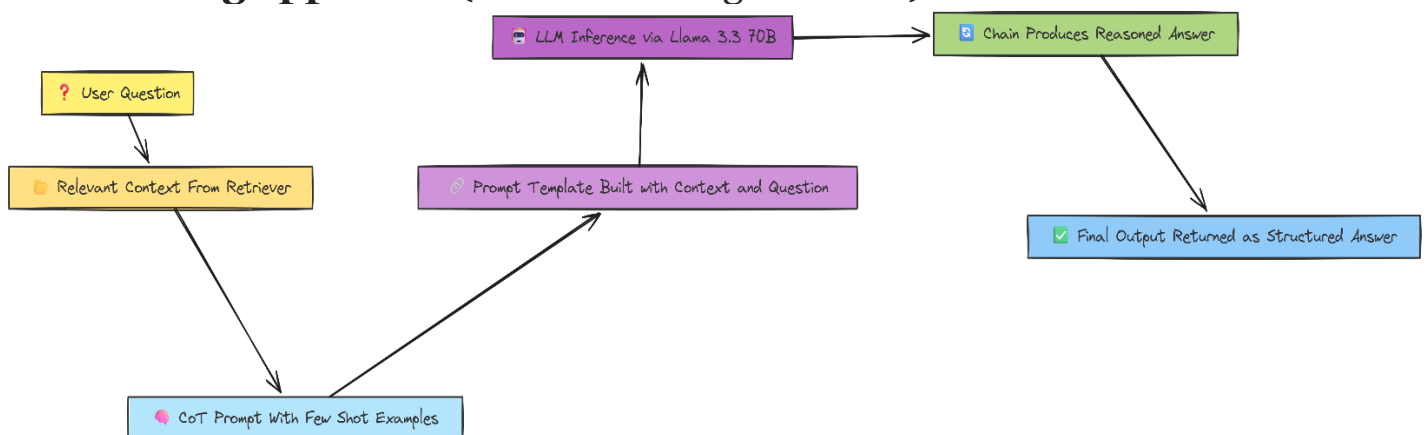 ❓ User Question
📁 Relevant Context From Retriever
🧠 CoT Prompt With Few Shot Examples
🔗 Prompt Template Built with Context and Question
🤖 LLM Inference via Llama 3.3 70B
🔄 Chain Produces Reasoned Answer
✅ Final Output Returned as Structured Answer